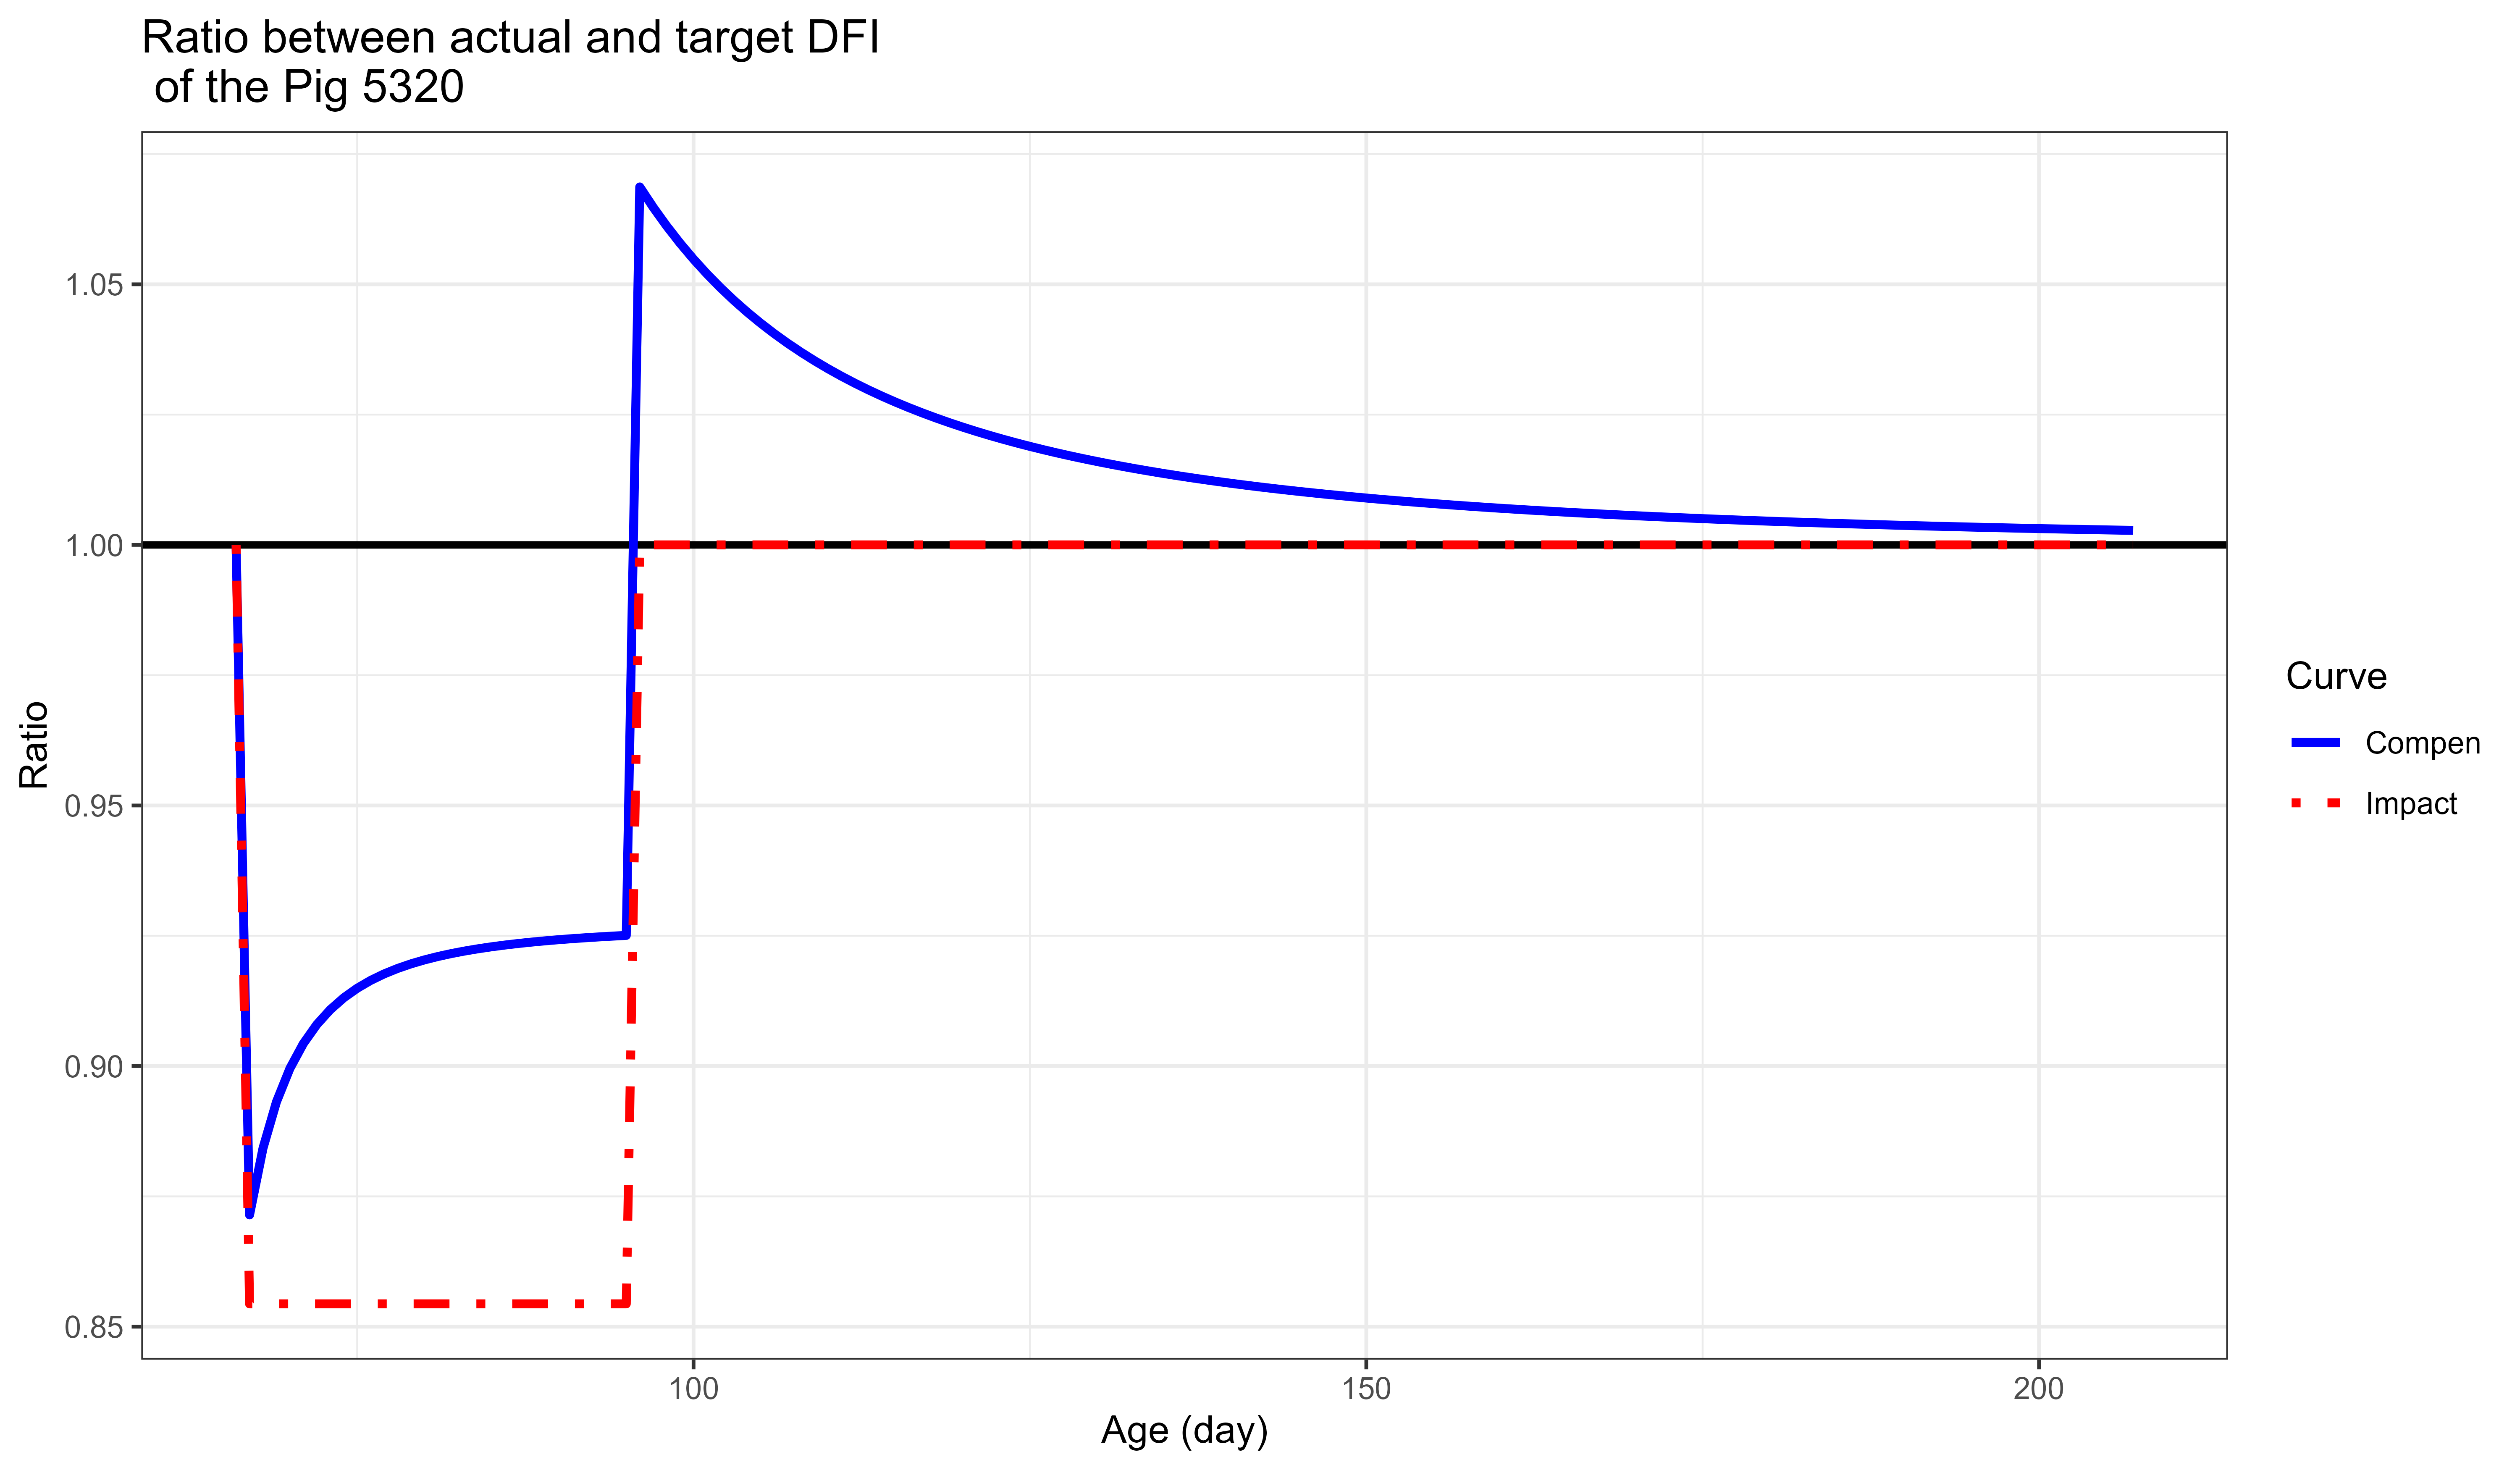 Ratio between actual and target DFI
of the Pig 5320
1.05
1.00
0.95
0.90
0.85
Ratio
100
150
200
Age (day)
Curve
Compen
Impact